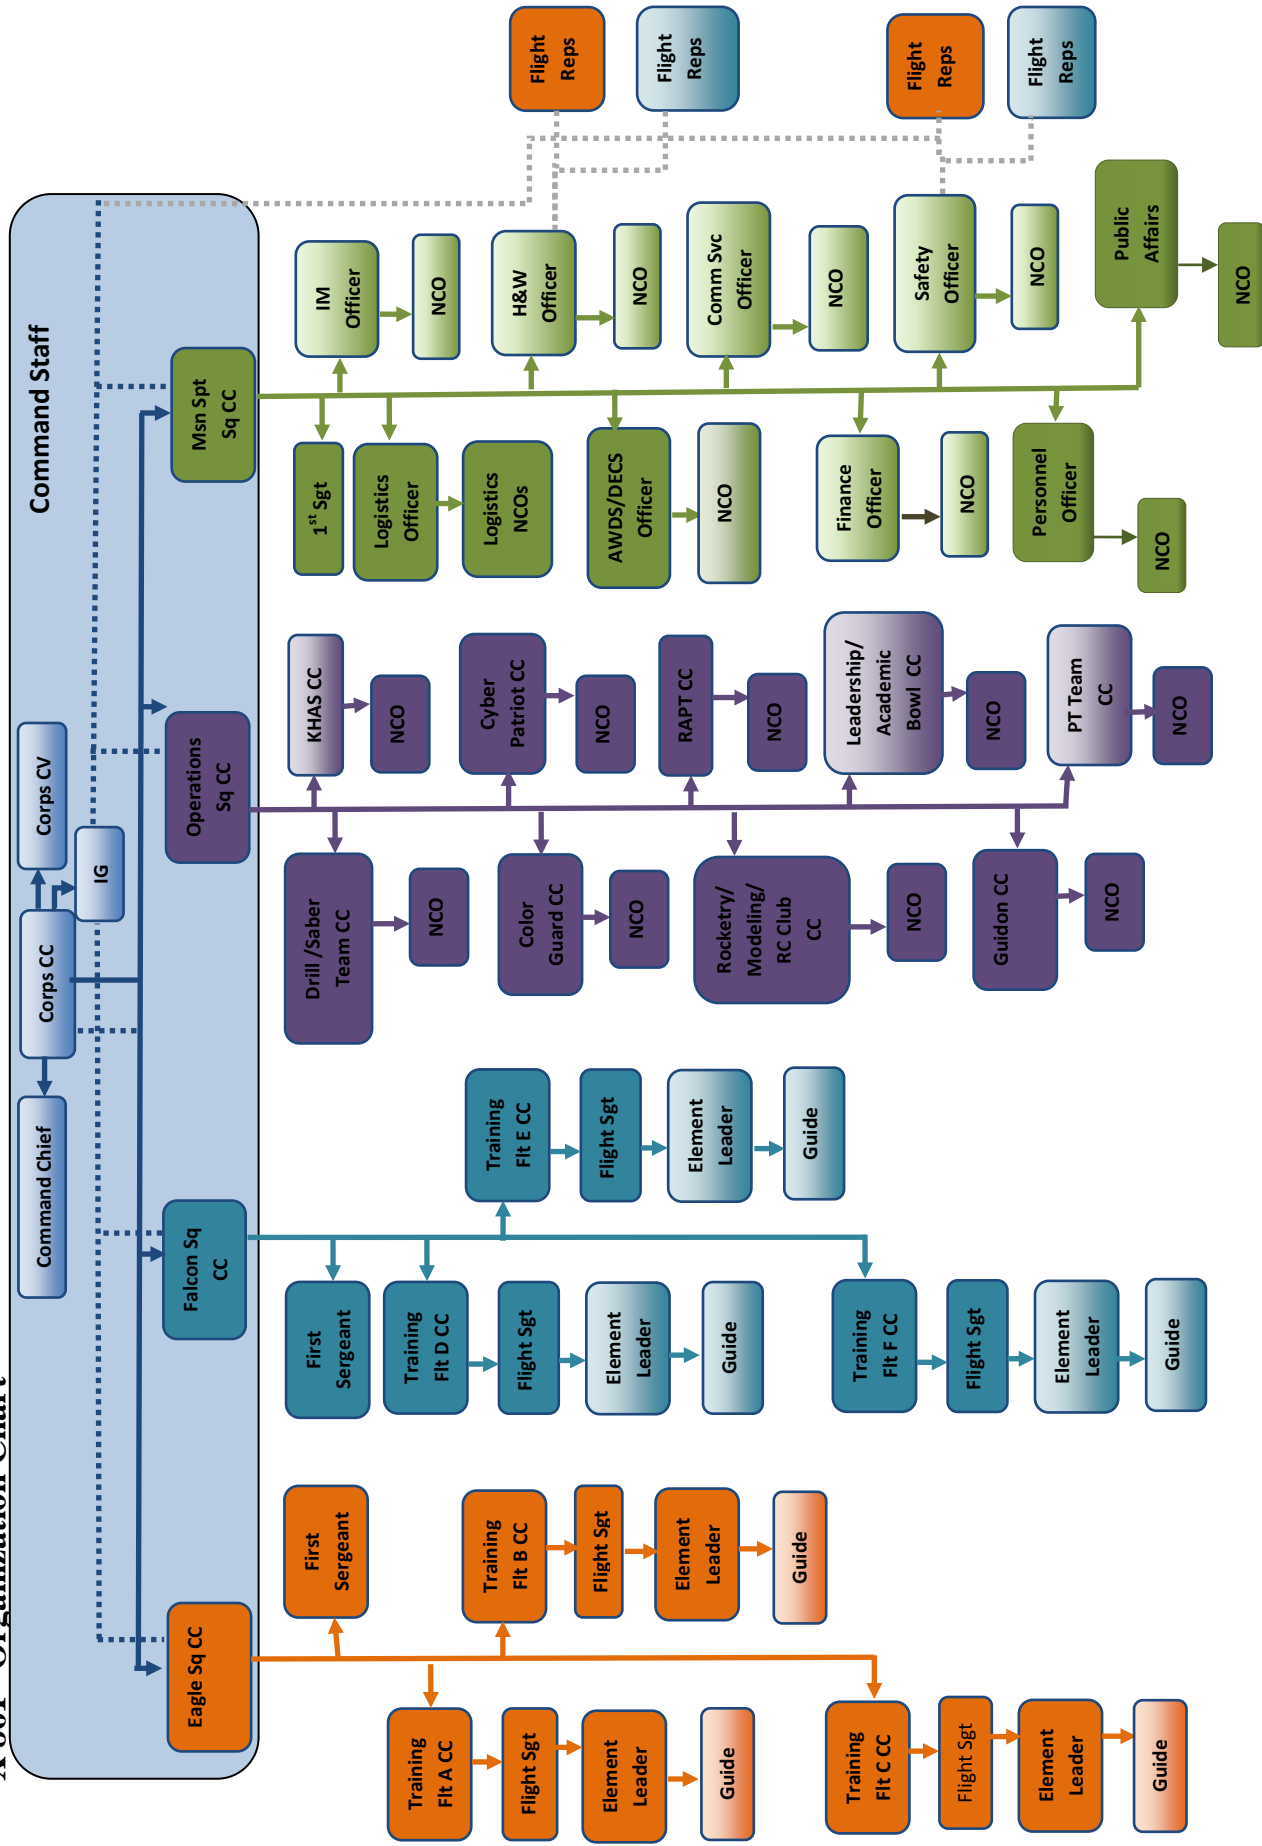 Organization Chart
Command Staff
Command Chief
Corps CC
Corps CV
IG
Eagle Sq CC
Falcon Sq
CC
Operations
Sq CC
Msn Spt
Sq CC
First
Sergeant
Training
Flt A CC
Flight Sgt
Element
Leader
Guide
Training
Flt B CC
Flight Sgt
Element
Leader
Guide
Training
Flt C CC
Flight Sgt
Element
Leader
Guide
First
Sergeant
Training
Flt D CC
Flight Sgt
Element
Leader
Guide
Training
Flt E CC
Flight Sgt
Element
Leader
Guide
Training
Flt F CC
Flight Sgt
Element
Leader
Guide
Drill /Saber
Team CC
NCO
Color
Guard CC
NCO
Rocketry/
Modeling/
RC Club
CC
NCO
Guidon CC
NCO
KHAS CC
NCO
Cyber
Patriot CC
NCO
RAPT CC
NCO
Leadership/
Academic
Bowl CC
NCO
PT Team
CC
NCO
1st Sgt
Logistics
Officer
Logistics
NCOs
AWDS/DECS
Officer
NCO
Finance
Officer
NCO
Personnel
Officer
NCO
IM
Officer
NCO
H&W
Officer
NCO
Comm Svc
Officer
NCO
Safety
Officer
NCO
Public
Affairs
NCO
Flight
Reps
Flight
Reps
Flight
Reps
Flight
Reps